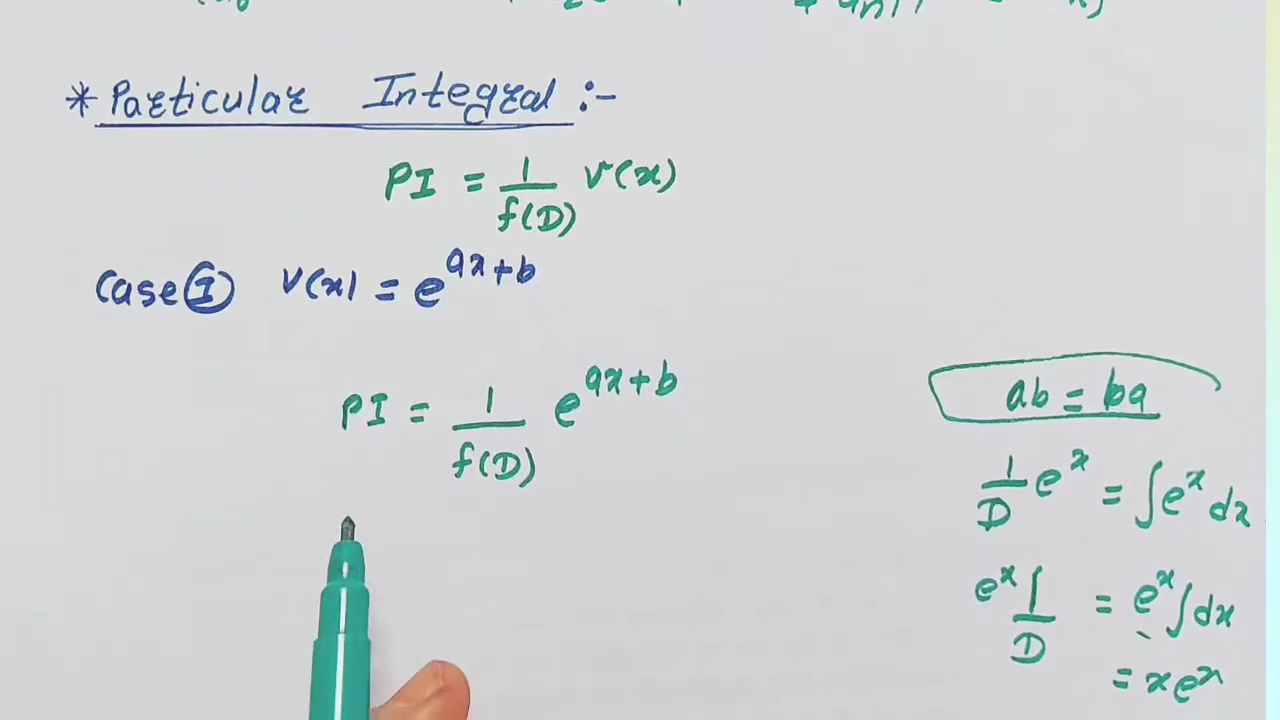 * Particular Integral :-
PI = 1/f(D) V(x)
Case (I) V(x) = e^(ax+b)
PI = 1/f(D) e^(ax+b)
ab = ba
1/D e^x = ∫e^x dx
e^x 1/D = e^x ∫dx
= xe^x